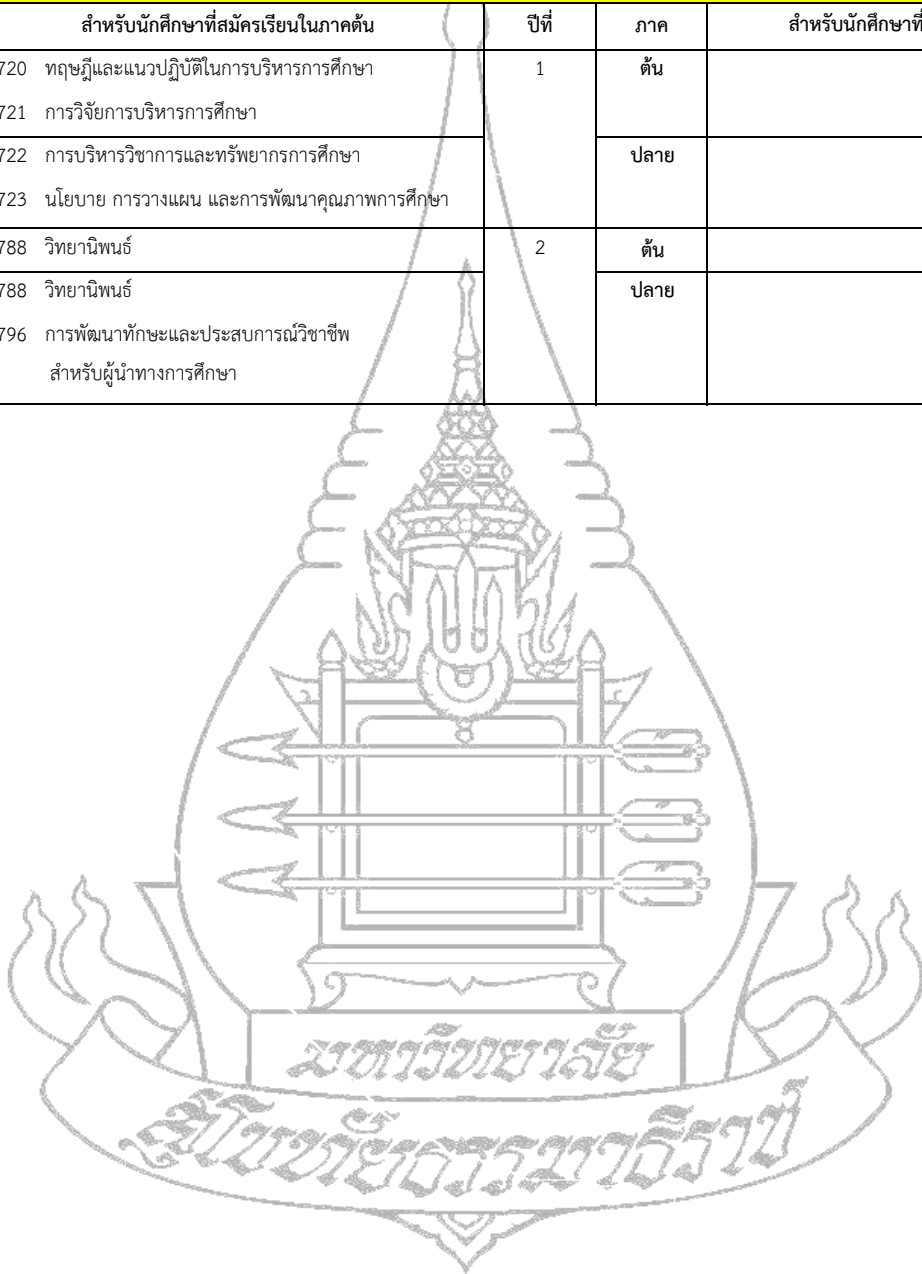 สำหรับนักศึกษาที่สมัครเรียนในภาคต้น ปีที่ ภาค สำหรับนักศึกษาที่
720 ทฤษฎีและแนวปฏิบัติในการบริหารการศึกษา 1 ต้น
721 การวิจัยการบริหารการศึกษา
722 การบริหารวิชาการและทรัพยากรการศึกษา ปลาย
723 นโยบาย การวางแผน และการพัฒนาคุณภาพการศึกษา
788 วิทยานิพนธ์ 2 ต้น
788 วิทยานิพนธ์ ปลาย
796 การพัฒนาทักษะและประสบการณ์วิชาชีพ
สำหรับผู้นำทางการศึกษา
มหาวิทยาลัย
สุโขทัยธรรมาธิราช